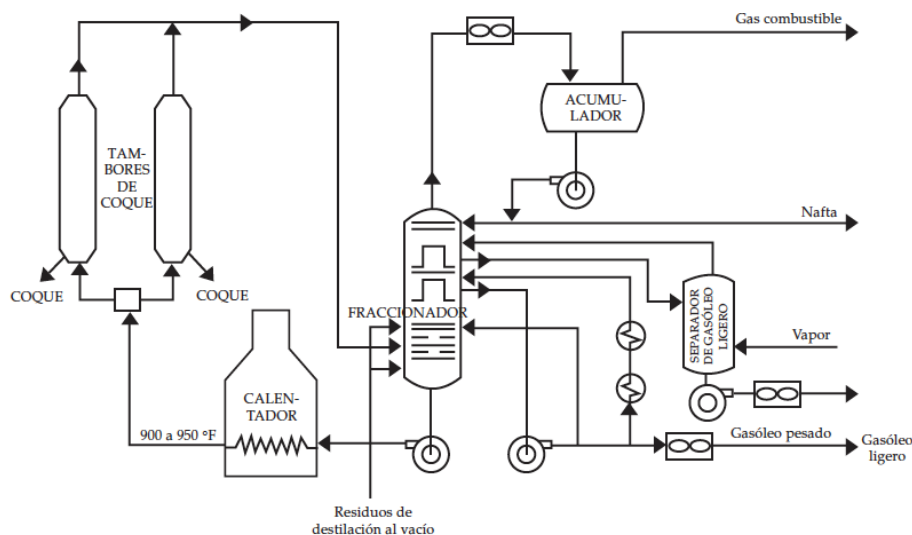 Gas combustible
ACUMU-
LADOR
TAM-
BORES
DE
COQUE
Nafta
COQUE
COQUE
FRACCIONADOR
SEPARADOR
DE GASÓLEO
LIGERO
Vapor
CALEN-
TADOR
900 a 950 °F
Gasóleo pesado
Gasóleo
ligero
Residuos de
destilación al vacío